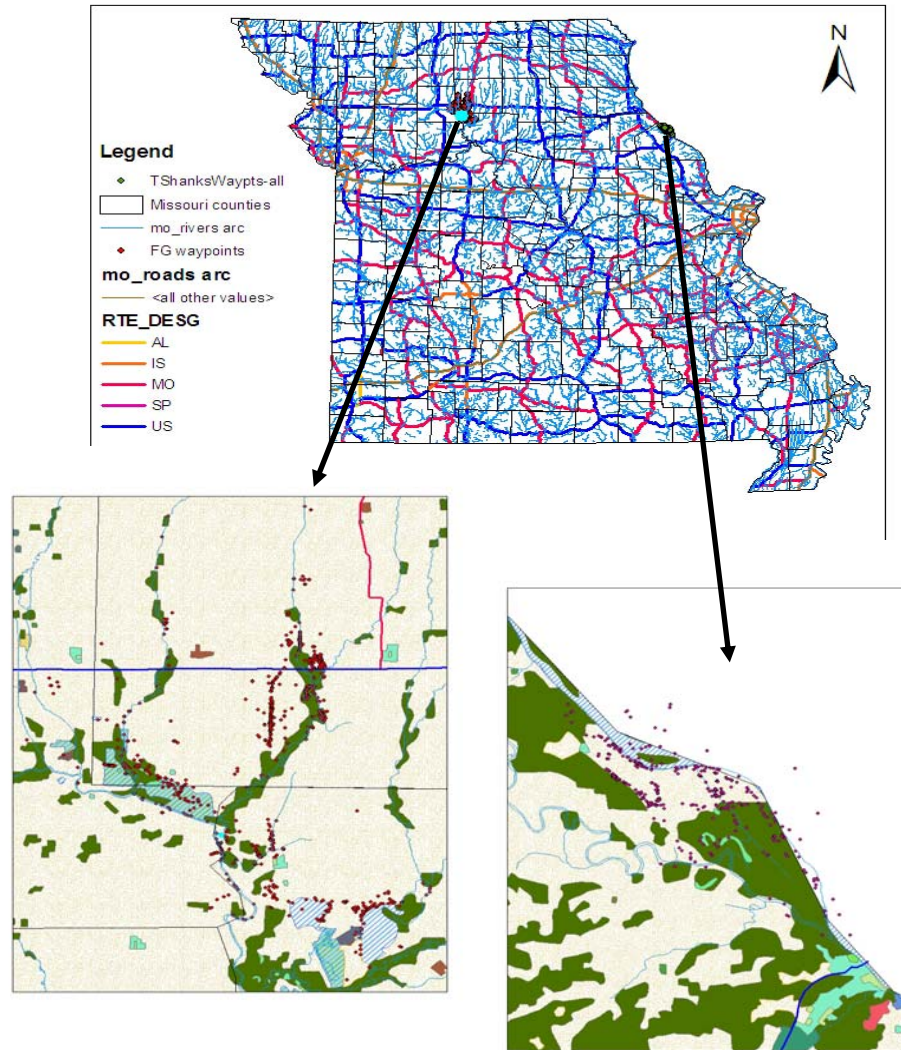 N
Legend
TShanksWaypts-all
Missouri counties
mo_rivers arc
FG waypoints
mo_roads arc
<all other values>
RTE_DESG
AL
IS
MO
SP
US